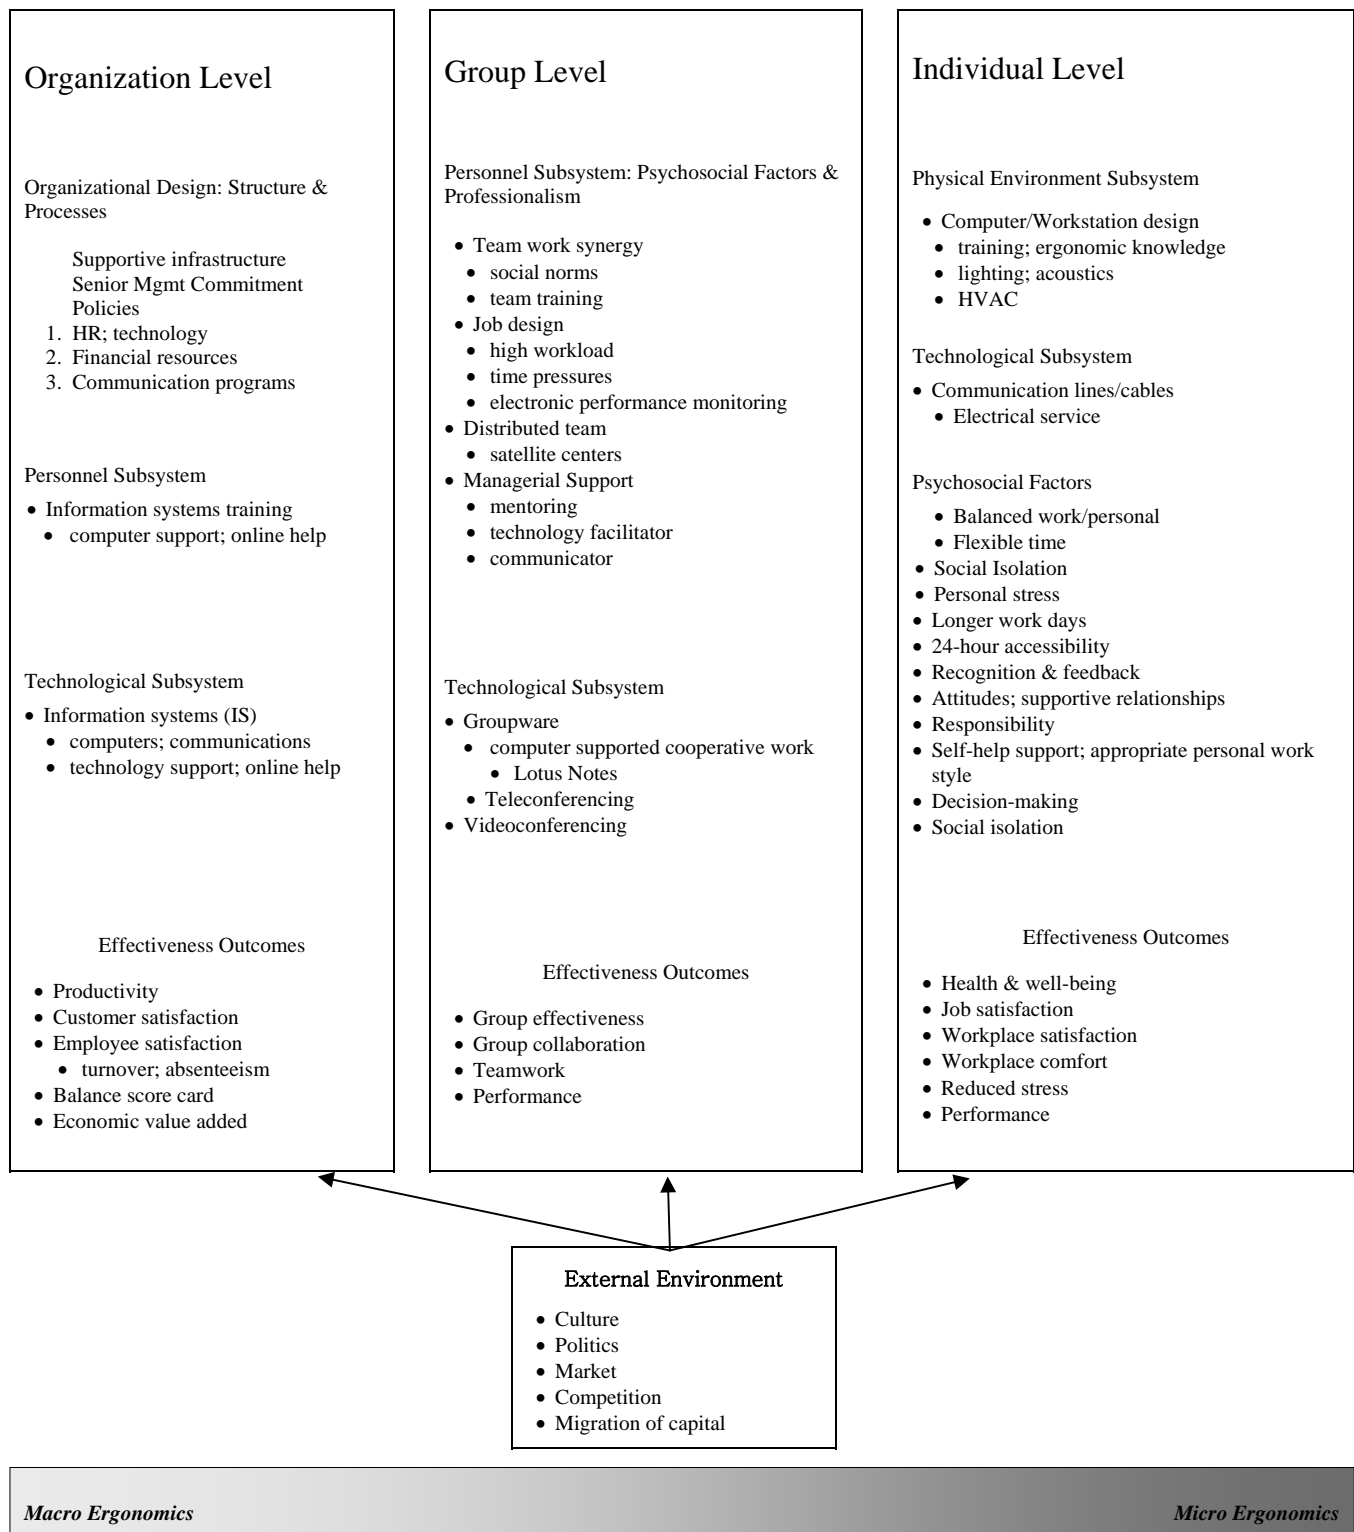 Organization Level
Organizational Design: Structure &
Processes
Supportive infrastructure
Senior Mgmt Commitment
Policies
1. HR; technology
2. Financial resources
3. Communication programs
Personnel Subsystem
• Information systems training
• computer support; online help
Technological Subsystem
• Information systems (IS)
• computers; communications
• technology support; online help
Effectiveness Outcomes
• Productivity
• Customer satisfaction
• Employee satisfaction
• turnover; absenteeism
• Balance score card
• Economic value added
Group Level
Personnel Subsystem: Psychosocial Factors &
Professionalism
• Team work synergy
• social norms
• team training
• Job design
• high workload
• time pressures
• electronic performance monitoring
• Distributed team
• satellite centers
• Managerial Support
• mentoring
• technology facilitator
• communicator
Technological Subsystem
• Groupware
• computer supported cooperative work
• Lotus Notes
• Teleconferencing
• Videoconferencing
Effectiveness Outcomes
• Group effectiveness
• Group collaboration
• Teamwork
• Performance
Individual Level
Physical Environment Subsystem
• Computer/Workstation design
• training; ergonomic knowledge
• lighting; acoustics
• HVAC
Technological Subsystem
• Communication lines/cables
• Electrical service
Psychosocial Factors
• Balanced work/personal
• Flexible time
• Social Isolation
• Personal stress
• Longer work days
• 24-hour accessibility
• Recognition & feedback
• Attitudes; supportive relationships
• Responsibility
• Self-help support; appropriate personal work
style
• Decision-making
• Social isolation
Effectiveness Outcomes
• Health & well-being
• Job satisfaction
• Workplace satisfaction
• Workplace comfort
• Reduced stress
• Performance
External Environment
• Culture
• Politics
• Market
• Competition
• Migration of capital
Macro Ergonomics
Micro Ergonomics